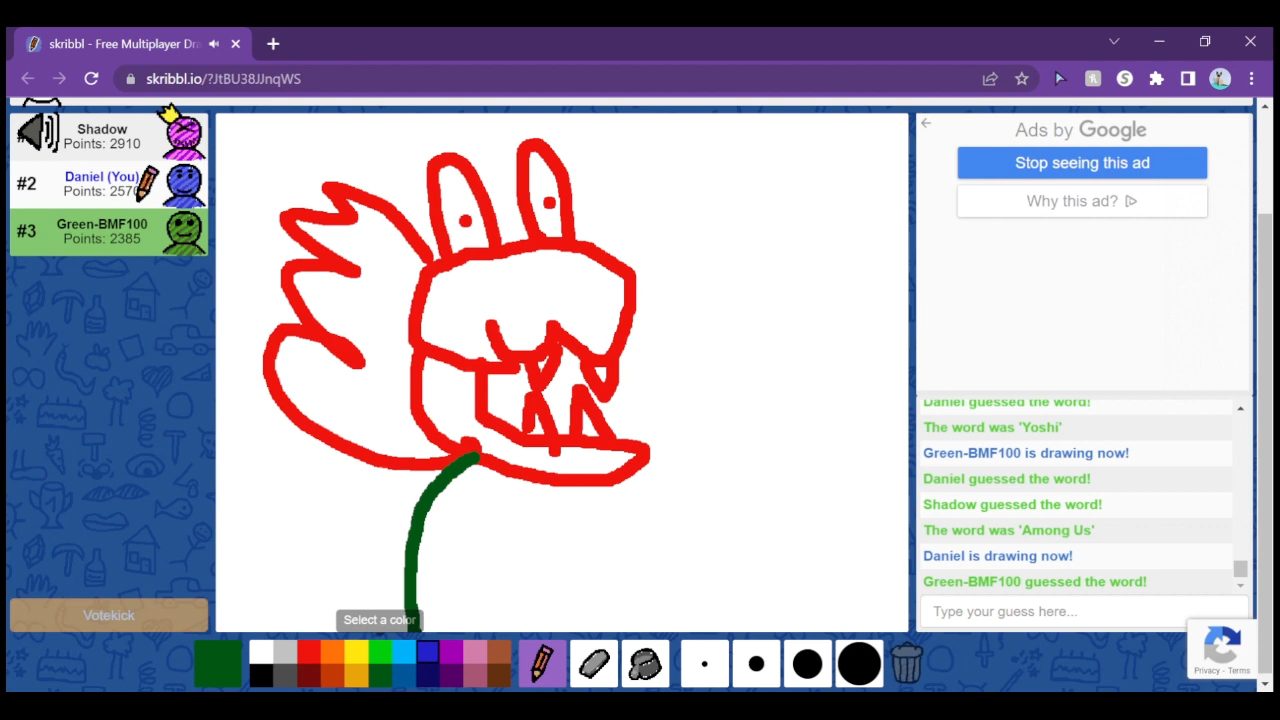 skribbl - Free Multiplayer Dra
skribbl.io/?JtBU38JJnqWS
Shadow
Points: 2910
#2
Daniel (You)
Points: 2570
#3
Green-BMF100
Points: 2385
Votekick
Select a color
Ads by Google
Stop seeing this ad
Why this ad?
Daniel guessed the word!
The word was 'Yoshi'
Green-BMF100 is drawing now!
Daniel guessed the word!
Shadow guessed the word!
The word was 'Among Us'
Daniel is drawing now!
Green-BMF100 guessed the word!
Type your guess here...
Privacy - Terms